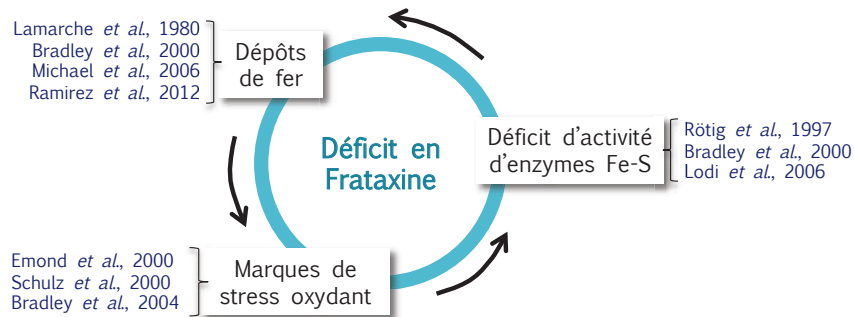 Lamarche et al., 1980
Bradley et al., 2000
Michael et al., 2006
Ramirez et al., 2012
Dépôts
de fer
Déficit en
Frataxine
Déficit d'activité
d'enzymes Fe-S
Rötig et al., 1997
Bradley et al., 2000
Lodi et al., 2006
Emond et al., 2000
Schulz et al., 2000
Bradley et al., 2004
Marques de
stress oxydant